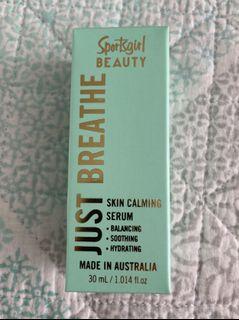 Sportsgirl
BEAUTY
JUST BREATHE
SKIN CALMING
SERUM
• BALANCING
• SOOTHING
• HYDRATING
MADE IN AUSTRALIA
30 mL / 1.014 fl.oz